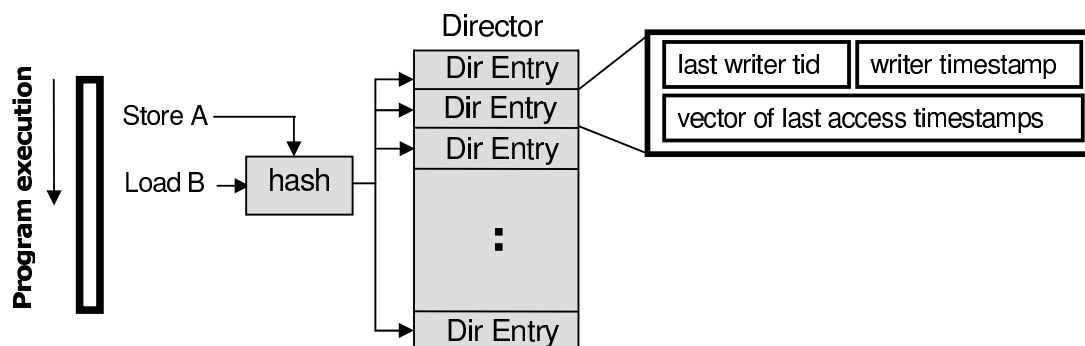 Director
Dir Entry
Dir Entry
Dir Entry
:
Dir Entry
Program execution
Store A
Load B
hash
last writer tid
writer timestamp
vector of last access timestamps